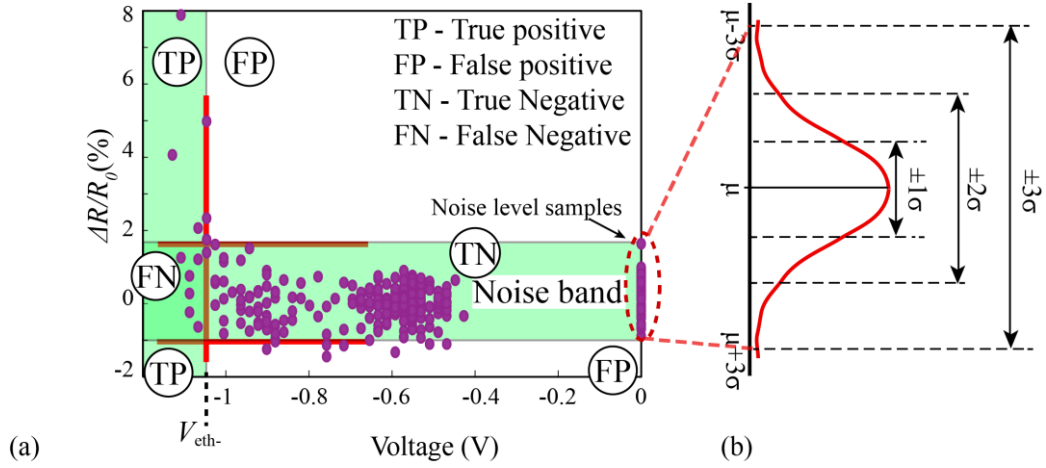 8
6
4
2
0
-2
ΔR/R0(%)
TP
FP
TP - True positive
FP - False positive
TN - True Negative
FN - False Negative
Noise level samples
TN
FN
Noise band
TP
FP
-1
-0.8
-0.6
-0.4
-0.2
0
Veth-
Voltage (V)
(a)
μ-3σ
μ
μ+3σ
±1σ
±2σ
±3σ
(b)